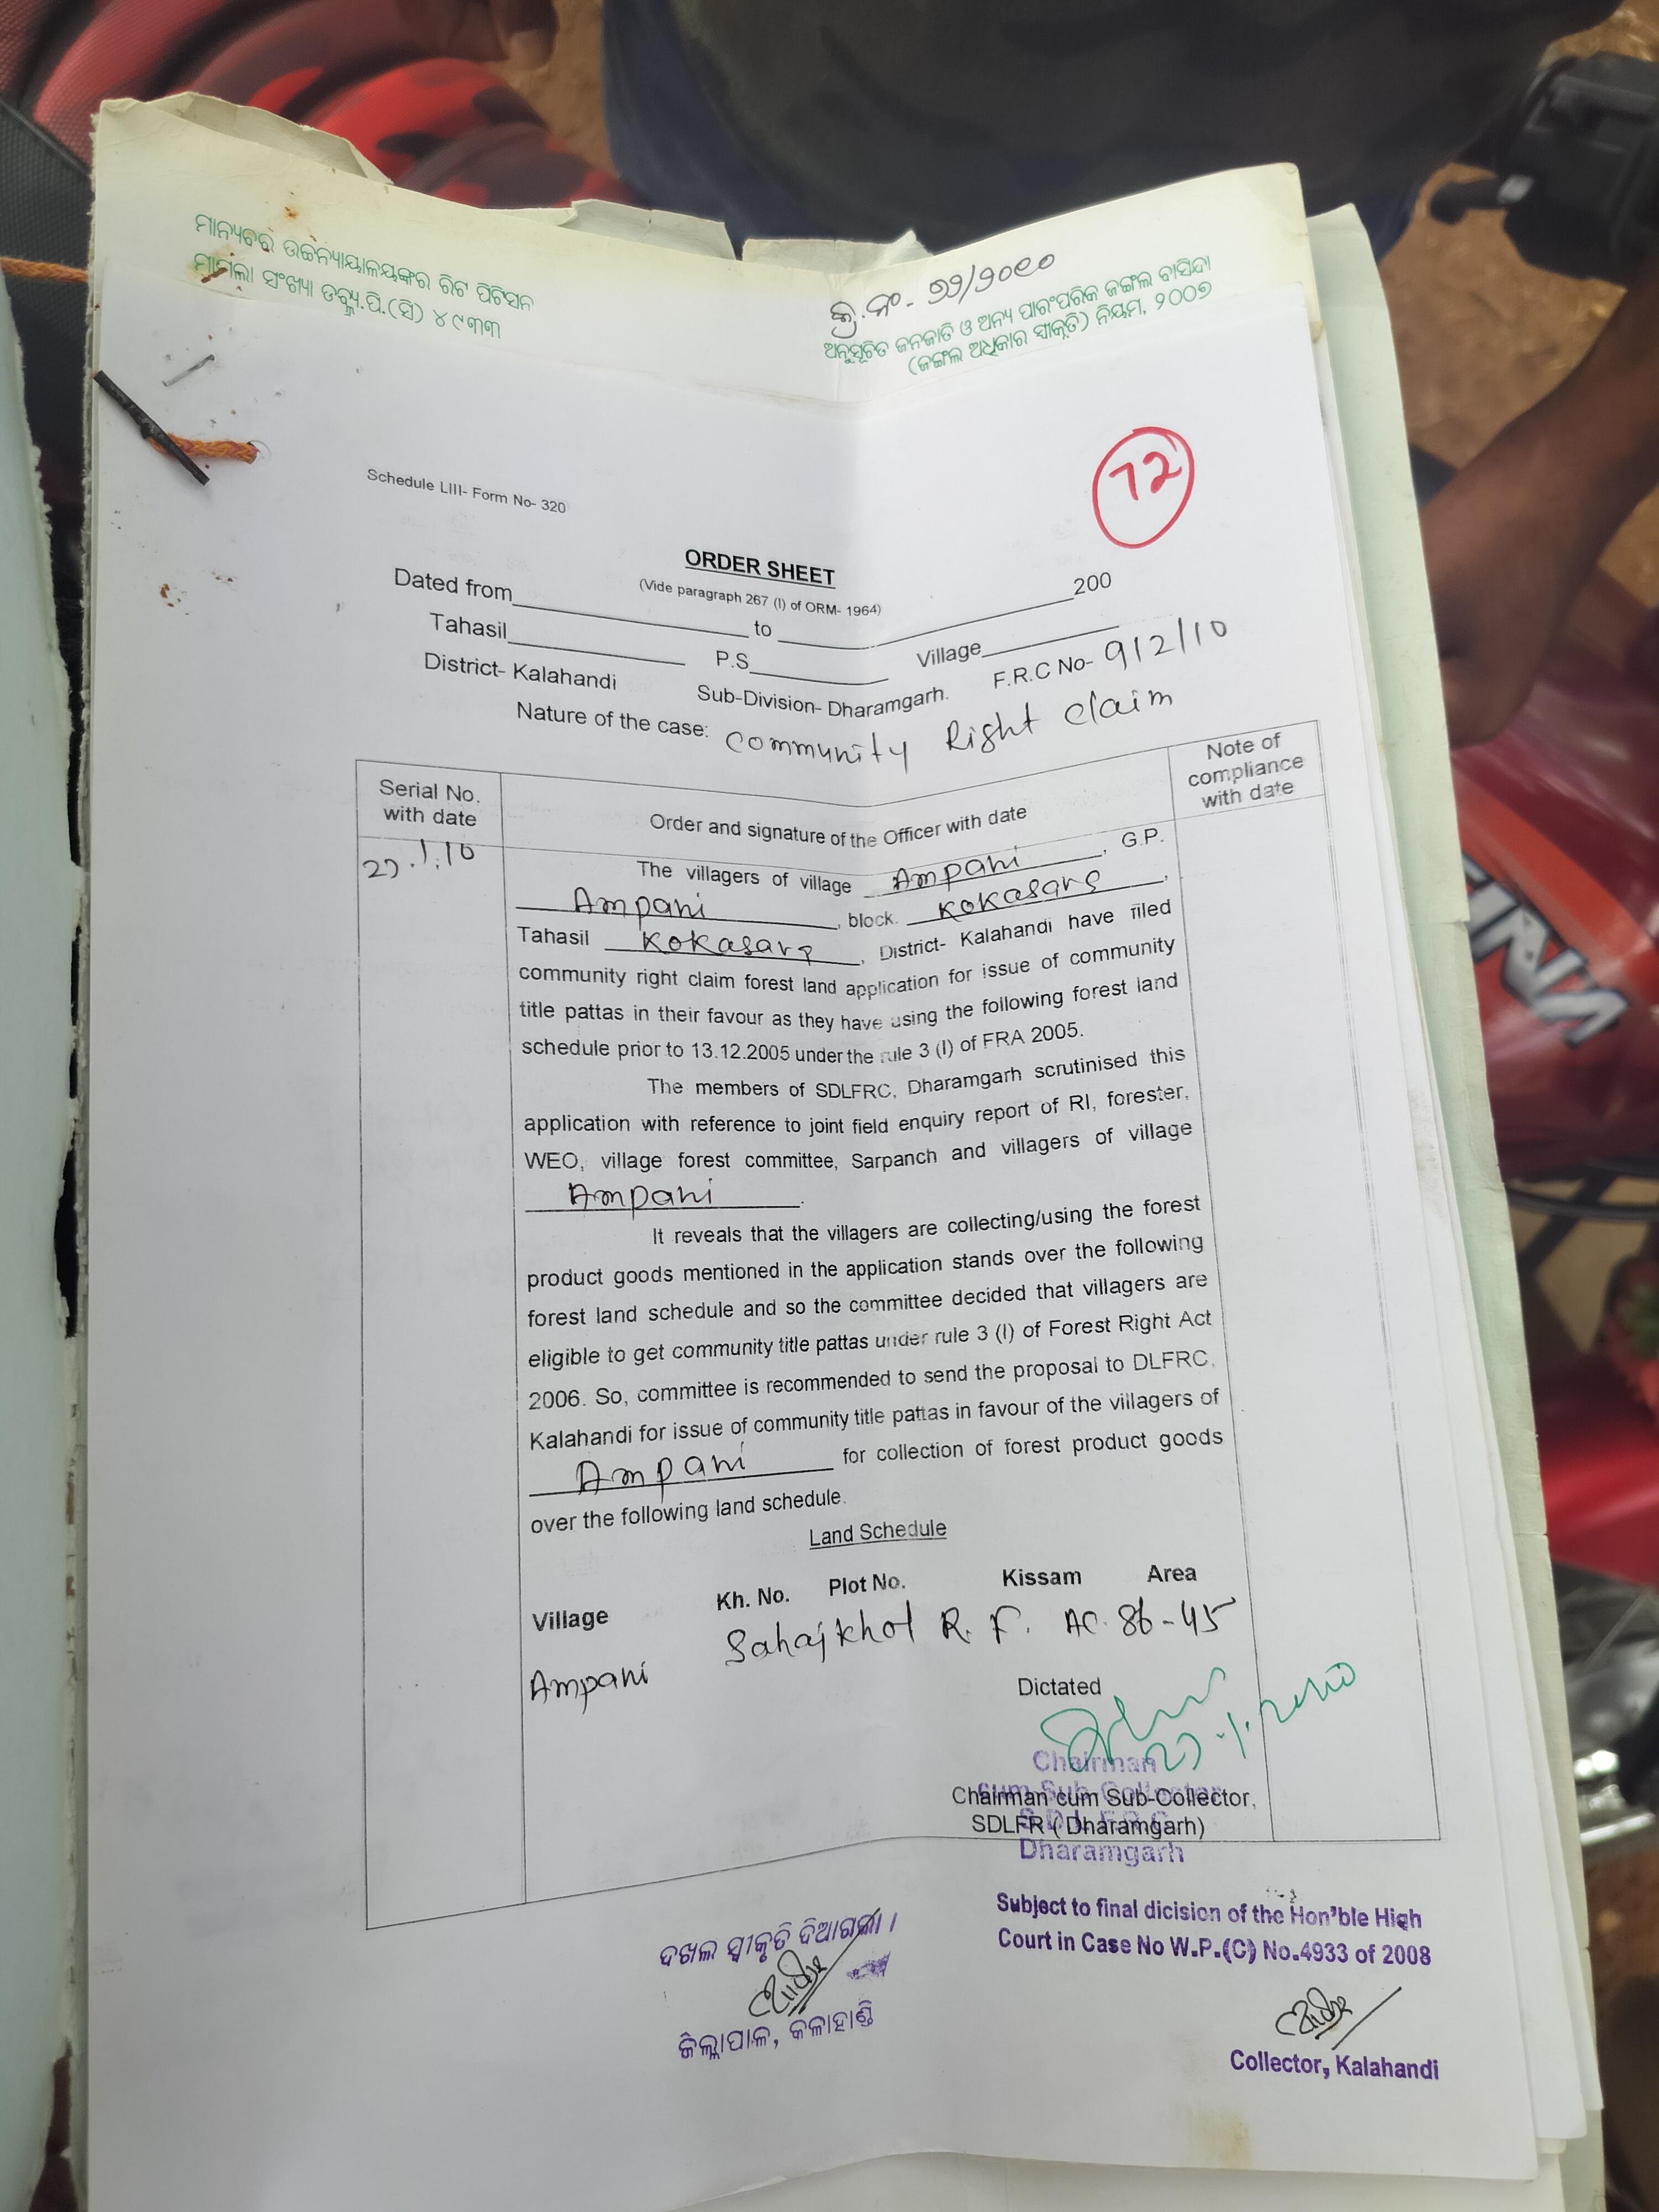 ମାନ୍ୟବର ଉଚ୍ଚନ୍ୟାୟାଳୟଙ୍କର ରିଟ ପିଟିସନ
ମାମଲା ସଂଖ୍ୟା ଡବ୍ଲ୍ୟୁ.ପି.(ସି) ୪୯୩୩
କ୍ର.ନଂ- ୭୨/୨୦୧୦
ଅନୁସୂଚିତ ଜନଜାତି ଓ ଅନ୍ୟ ପାରଂପରିକ ଜଙ୍ଗଲ ବାସିନ୍ଦା
(ଜଙ୍ଗଲ ଅଧିକାର ସ୍ୱୀକୃତି) ନିୟମ, ୨୦୦୭
72
Schedule LIII- Form No- 320
ORDER SHEET
(Vide paragraph 267 (I) of ORM- 1964)
Dated from to 200
Tahasil P.S Village
District- Kalahandi Sub-Division- Dharamgarh. F.R.C No- 912/10
Nature of the case: Community Right claim
Serial No. with date
Order and signature of the Officer with date
Note of compliance with date
27.1.10
The villagers of village Ampani, G.P.
Ampani, block. Kokasara,
Tahasil Kokasara, District- Kalahandi have filed
community right claim forest land application for issue of community
title pattas in their favour as they have using the following forest land
schedule prior to 13.12.2005 under the rule 3 (I) of FRA 2005.
The members of SDLFRC, Dharamgarh scrutinised this
application with reference to joint field enquiry report of RI, forester,
WEO, village forest committee, Sarpanch and villagers of village
Ampani.
It reveals that the villagers are collecting/using the forest
product goods mentioned in the application stands over the following
forest land schedule and so the committee decided that villagers are
eligible to get community title pattas under rule 3 (I) of Forest Right Act
2006. So, committee is recommended to send the proposal to DLFRC,
Kalahandi for issue of community title pattas in favour of the villagers of
Ampani for collection of forest product goods
over the following land schedule.
Land Schedule
Village Kh. No. Plot No. Kissam Area
Ampani Sahajkhol R.F. AC. 86-45
Dictated
27.1.2010
Chairman
Cum Sub Collector
Chairman cum Sub-Collector,
SDLFR ( Dharamgarh)
Dharamgarh
ଦଖଲ ସ୍ୱୀକୃତି ଦିଆଗଲା ।
ଜିଲ୍ଲାପାଳ, କଳାହାଣ୍ଡି
Subject to final dicision of the Hon'ble High
Court in Case No W.P.(C) No.4933 of 2008
Collector, Kalahandi